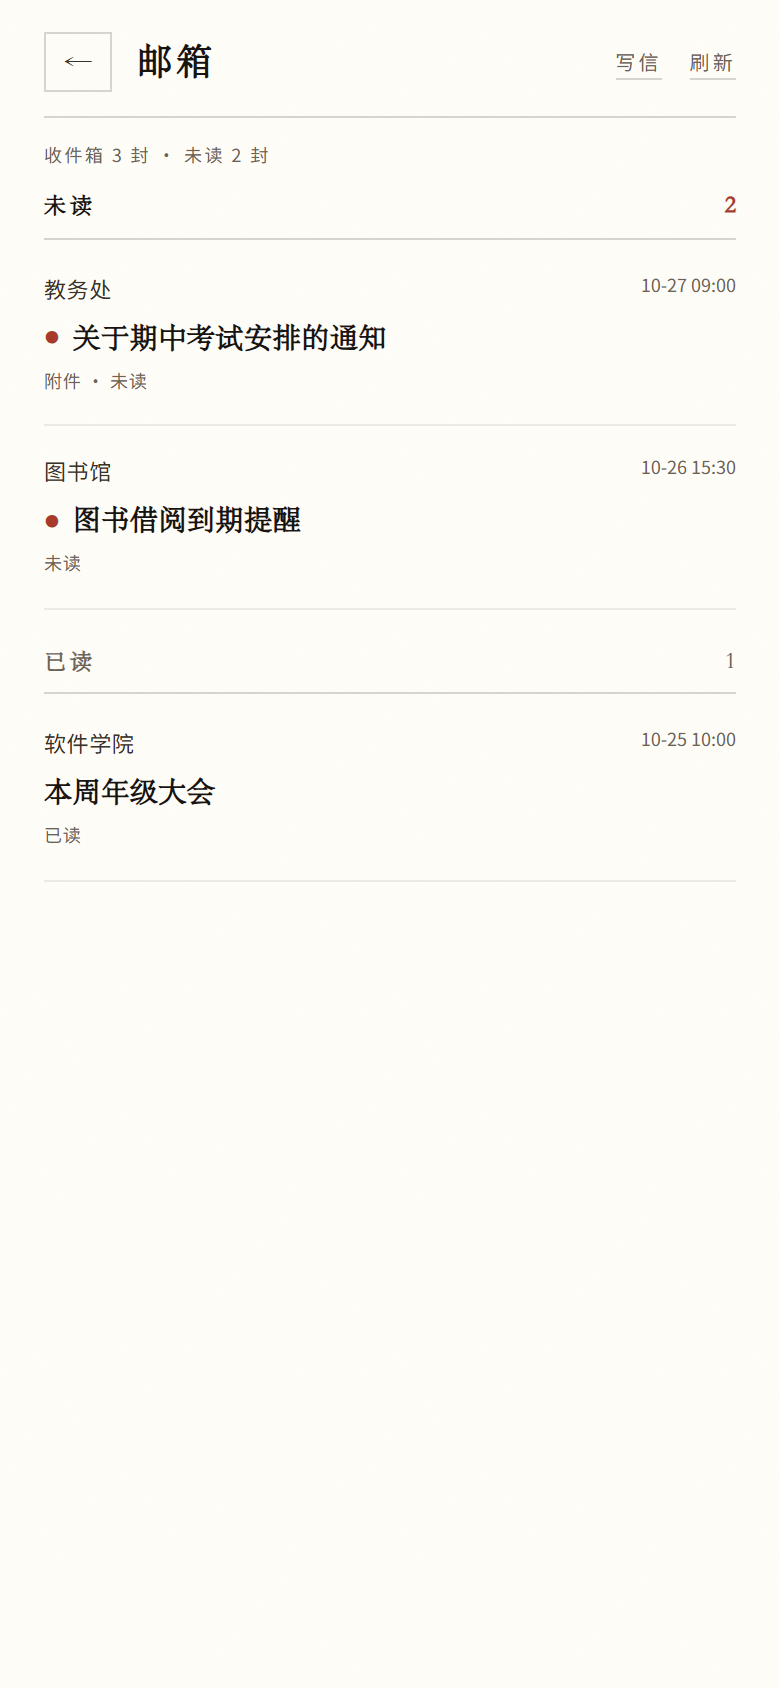 ← 邮箱 写信 刷新
收件箱 3 封 · 未读 2 封
未读 2
教务处 10-27 09:00
● 关于期中考试安排的通知
附件 · 未读
图书馆 10-26 15:30
● 图书借阅到期提醒
未读
已读 1
软件学院 10-25 10:00
本周年级大会
已读